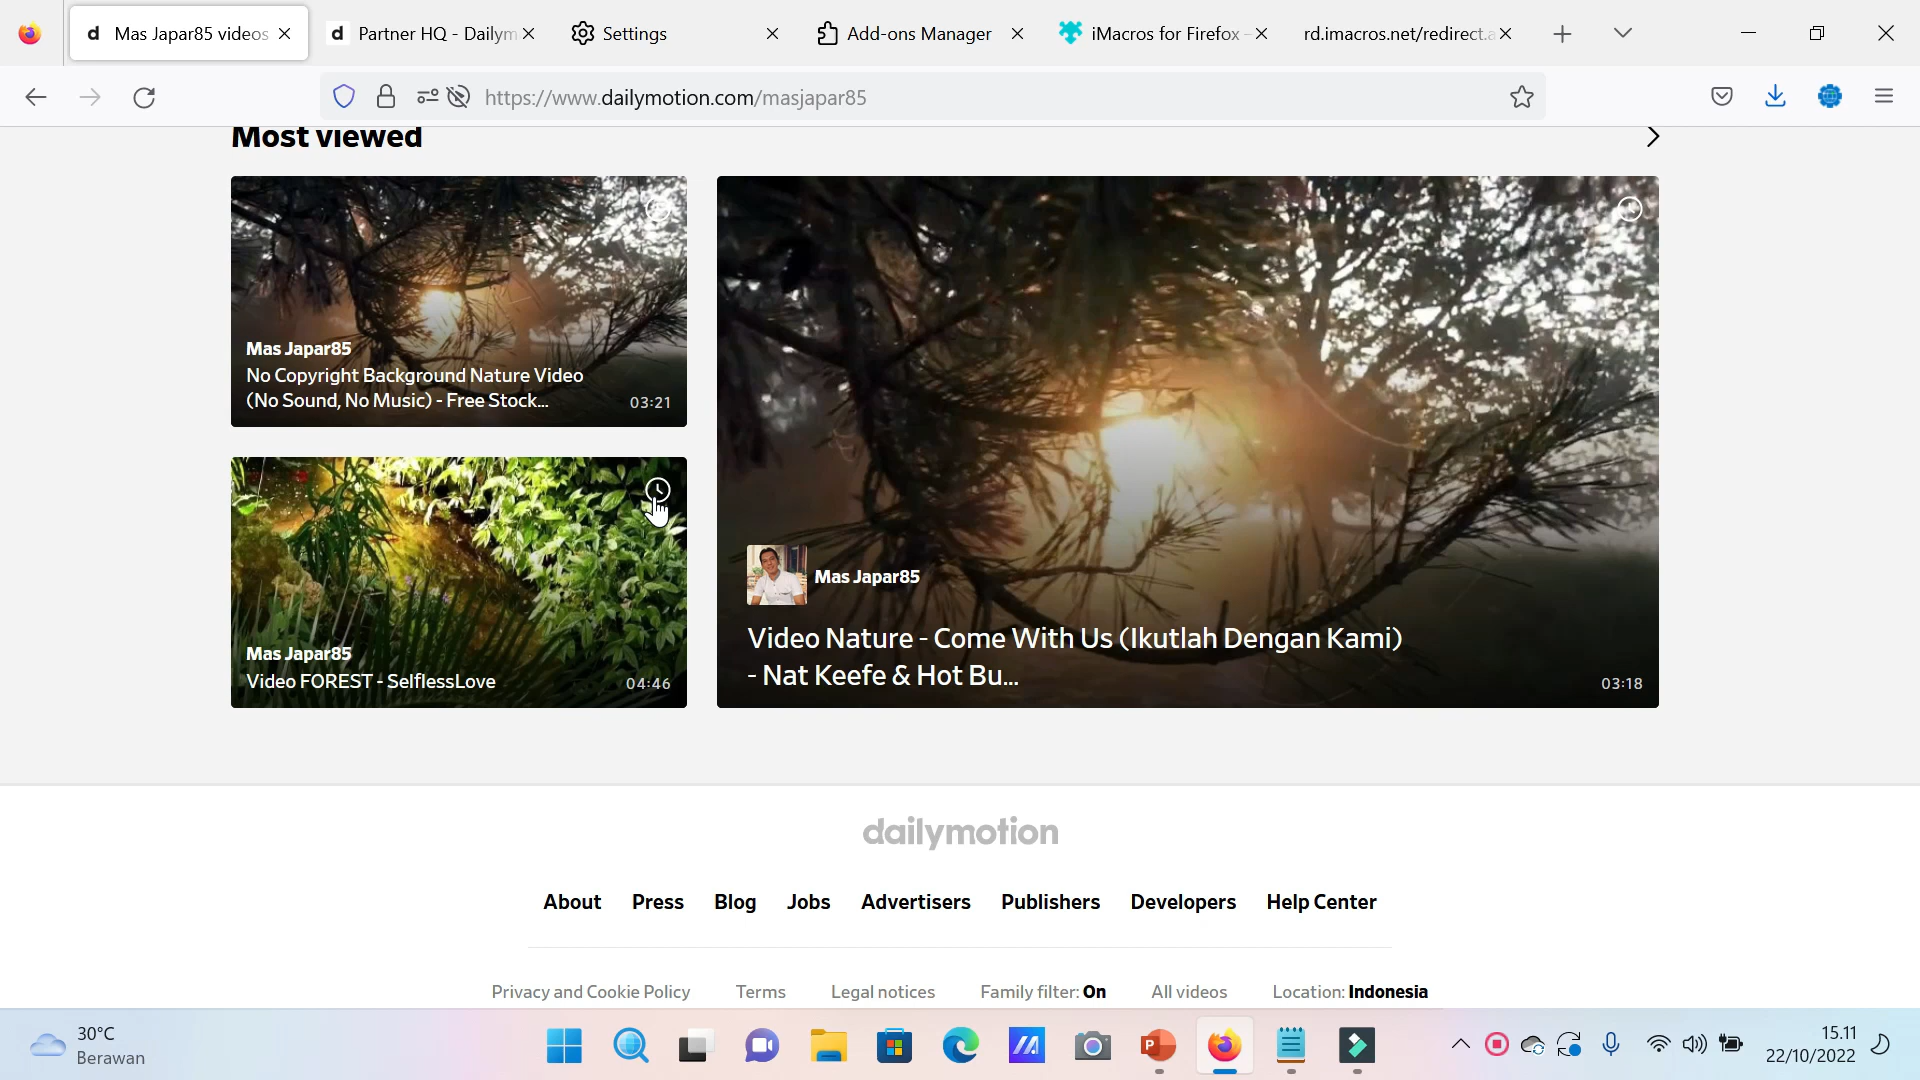 Mas Japar85 videos
Partner HQ - Dailym
Settings
Add-ons Manager
iMacros for Firefox -
rd.imacros.net/redirect.a
https://www.dailymotion.com/masjapar85
Most viewed
Mas Japar85
No Copyright Background Nature Video
(No Sound, No Music) - Free Stock...
03:21
Mas Japar85
Video FOREST - SelflessLove
04:46
Mas Japar85
Video Nature - Come With Us (Ikutlah Dengan Kami)
- Nat Keefe & Hot Bu...
03:18
dailymotion
About Press Blog Jobs Advertisers Publishers Developers Help Center
Privacy and Cookie Policy Terms Legal notices Family filter: On All videos Location: Indonesia
30°C
Berawan
15.11
22/10/2022